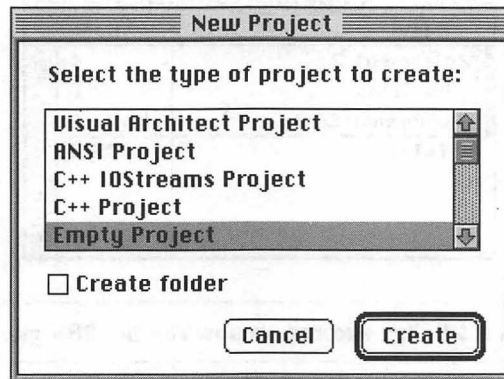 New Project
Select the type of project to create:
Visual Architect Project
ANSI Project
C++ IOStreams Project
C++ Project
Empty Project
Create folder
Cancel
Create